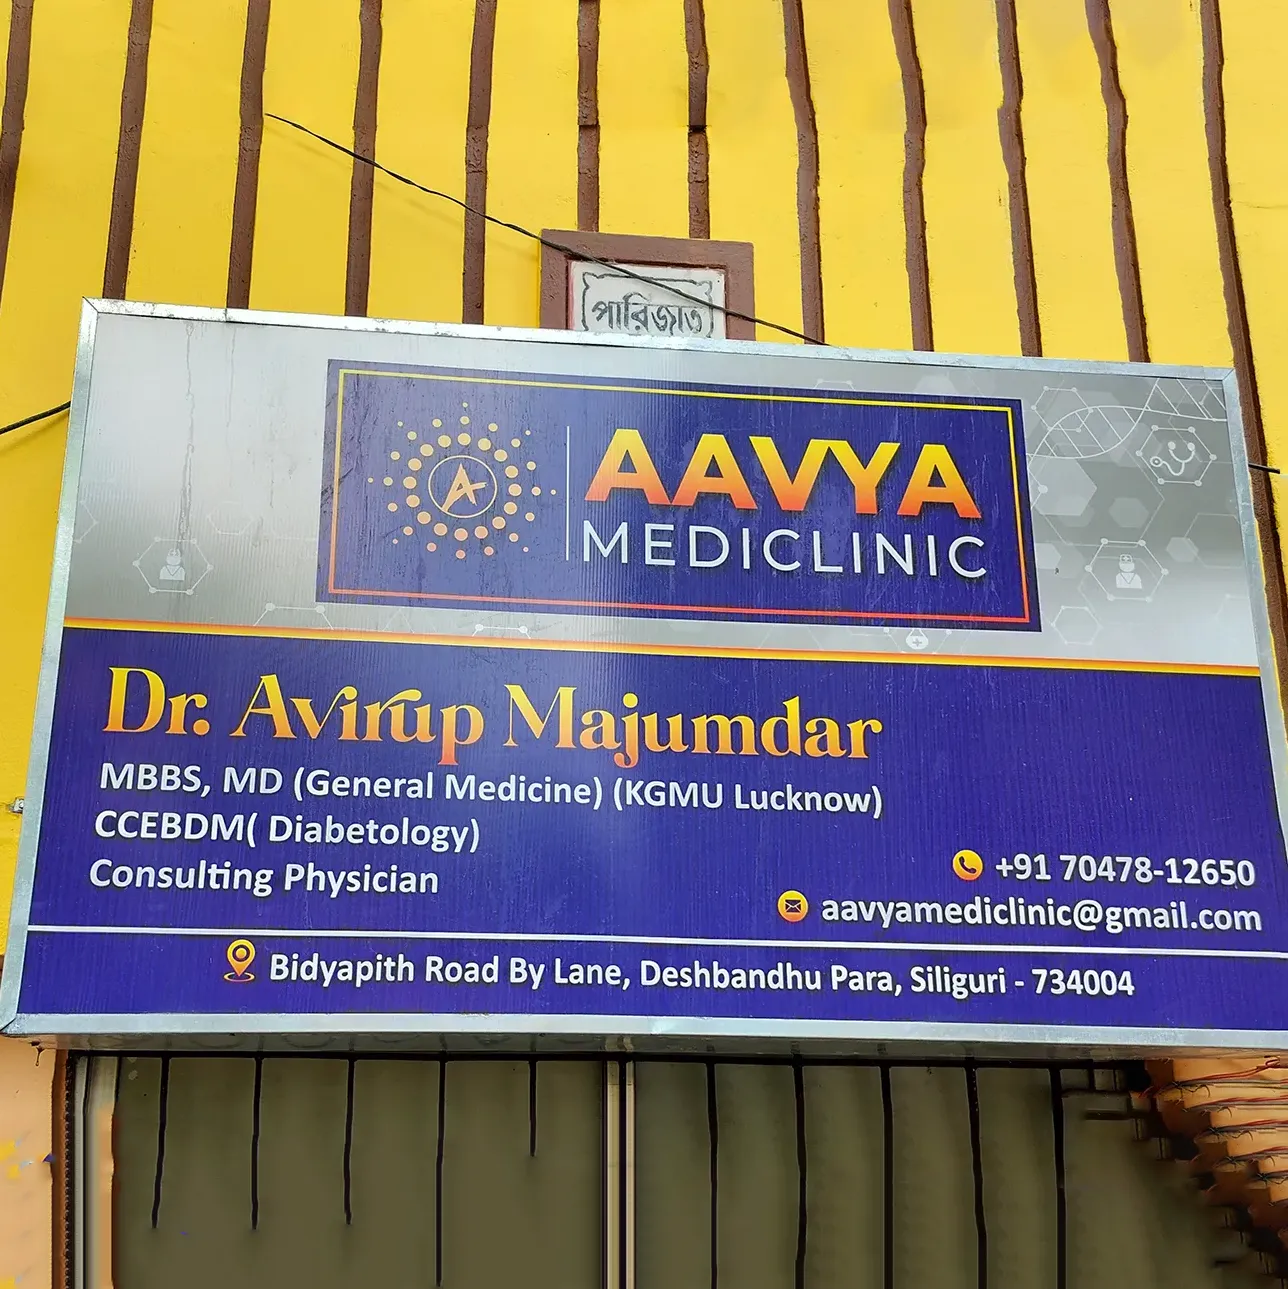 পারিজাত
AAVYA
MEDICLINIC
Dr. Avirup Majumdar
MBBS, MD (General Medicine) (KGMU Lucknow)
CCEBDM( Diabetology)
Consulting Physician
+91 70478-12650
aavyamediclinic@gmail.com
Bidyapith Road By Lane, Deshbandhu Para, Siliguri - 734004